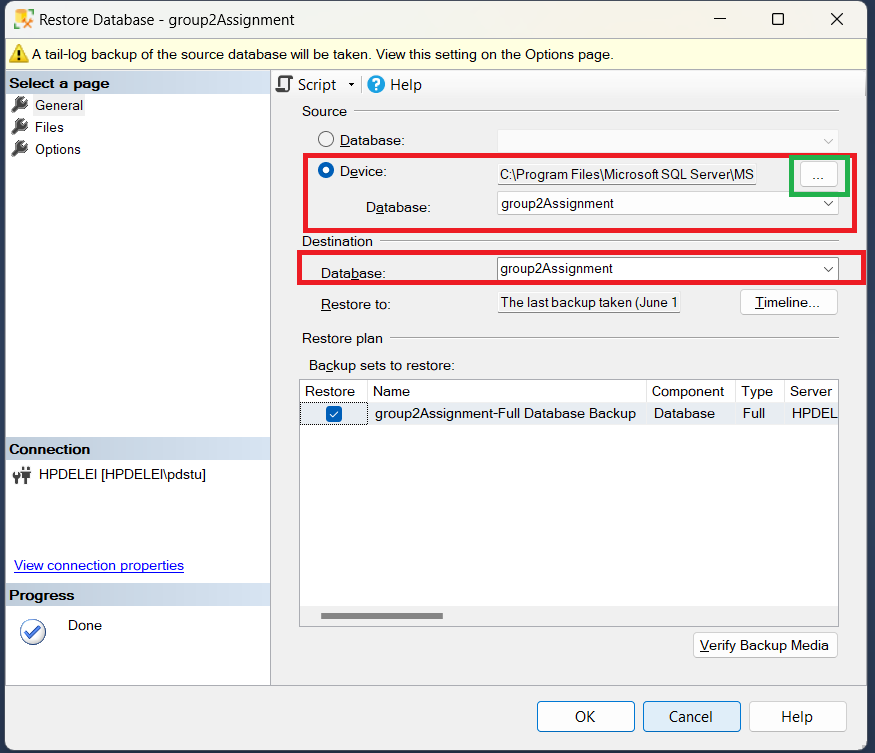 Restore Database - group2Assignment
A tail-log backup of the source database will be taken. View this setting on the Options page.
Select a page
General
Files
Options
Script
Help
Source
Database:
Device:
C:\Program Files\Microsoft SQL Server\MS
...
Database:
group2Assignment
Destination
Database:
group2Assignment
Restore to:
The last backup taken (June 1
Timeline...
Restore plan
Backup sets to restore:
Restore Name Component Type Server
group2Assignment-Full Database Backup Database Full HPDEL
Connection
HPDELEI [HPDELEI\pdstu]
View connection properties
Progress
Done
Verify Backup Media
OK Cancel Help